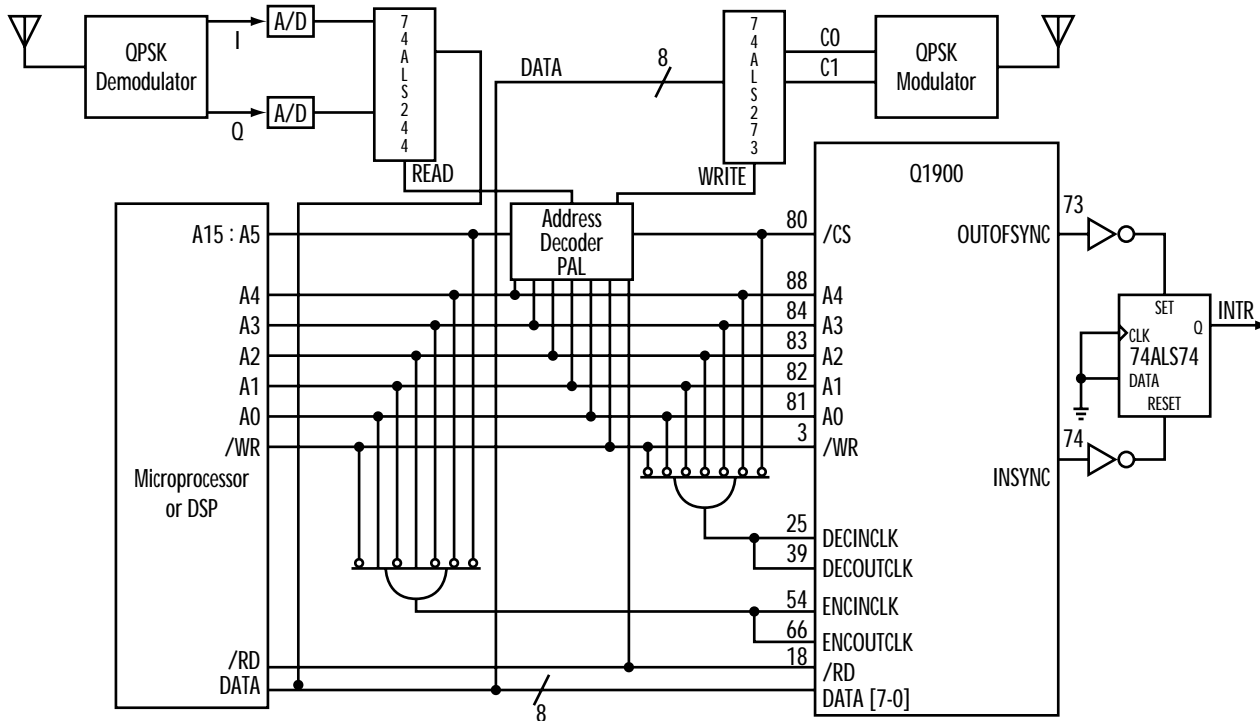 QPSK
Demodulator
I
Q
A/D
A/D
74ALS244
READ
DATA
8
74ALS273
WRITE
C0
C1
QPSK
Modulator
Microprocessor
or DSP
A15 : A5
A4
A3
A2
A1
A0
/WR
/RD
DATA
Address
Decoder
PAL
8
Q1900
80
/CS
88
A4
84
A3
83
A2
82
A1
81
A0
3
/WR
25
DECINCLK
39
DECOUTCLK
54
ENCINCLK
66
ENCOUTCLK
18
/RD
DATA [7-0]
OUTOFSYNC
73
INSYNC
74
SET
Q
CLK
74ALS74
DATA
RESET
INTR